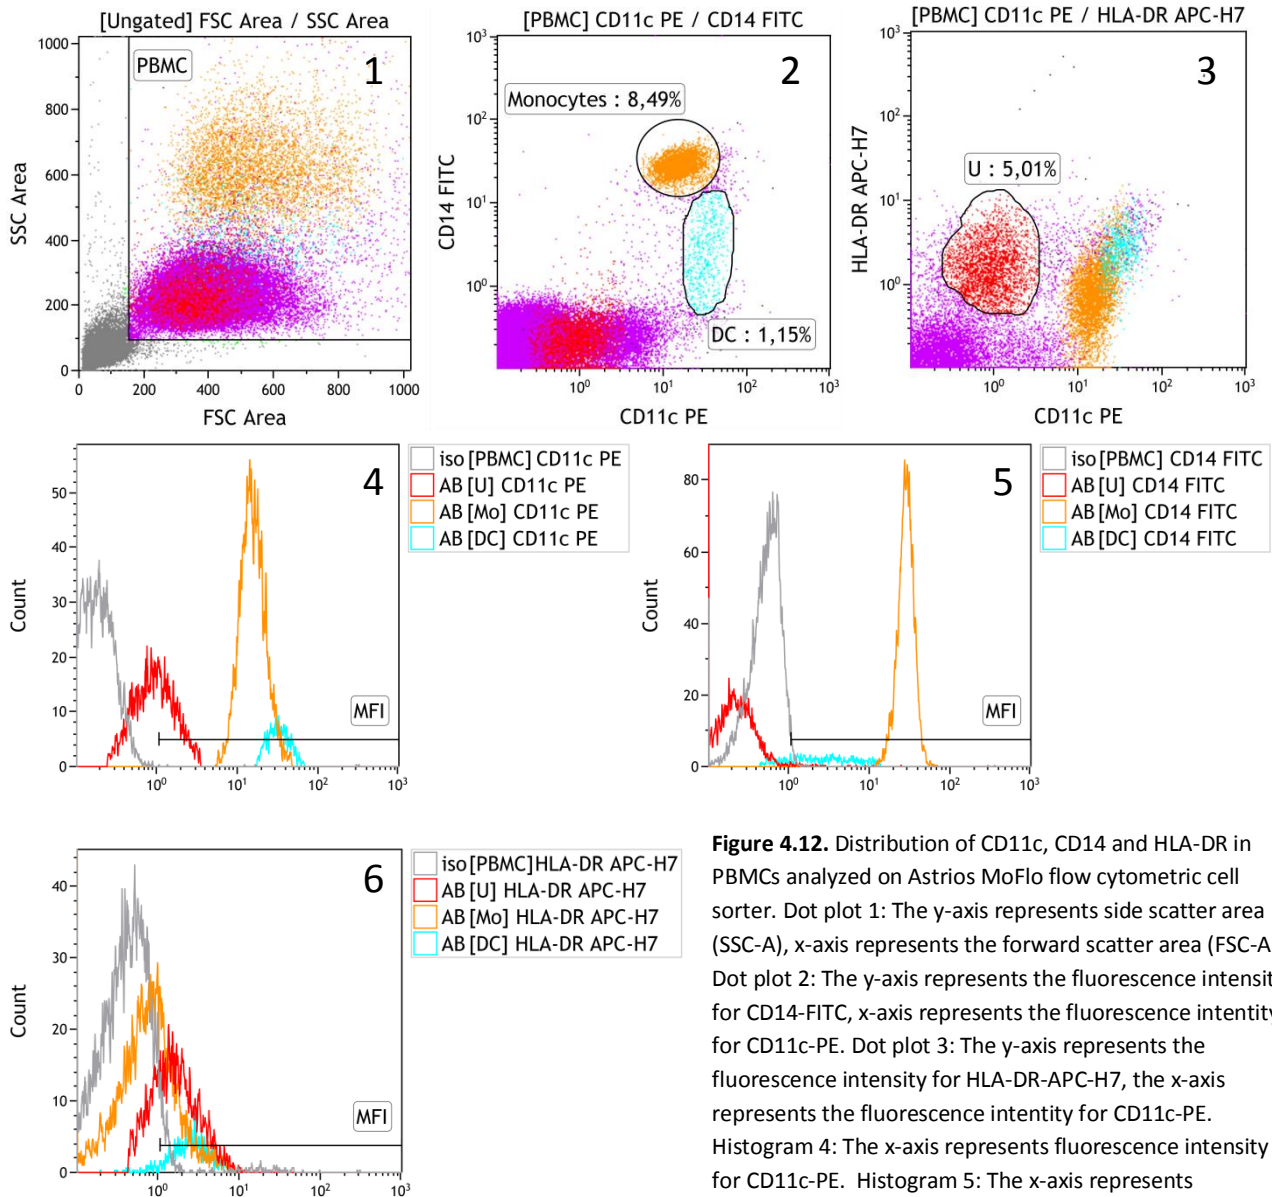 [Ungated] FSC Area / SSC Area
1000
800
600
400
200
0
SSC Area
PBMC
1
0 200 400 600 800 1000
FSC Area
[PBMC] CD11c PE / CD14 FITC
10³
10²
10¹
10⁰
CD14 FITC
2
Monocytes : 8,49%
DC : 1,15%
10⁰ 10¹ 10² 10³
CD11c PE
[PBMC] CD11c PE / HLA-DR APC-H7
10³
10²
10¹
10⁰
HLA-DR APC-H7
3
U : 5,01%
10⁰ 10¹ 10² 10³
CD11c PE
50
40
30
20
10
0
Count
4
MFI
10⁰ 10¹ 10² 10³
iso [PBMC] CD11c PE
AB [U] CD11c PE
AB [Mo] CD11c PE
AB [DC] CD11c PE
80
60
40
20
0
Count
5
MFI
10⁰ 10¹ 10² 10³
iso [PBMC] CD14 FITC
AB [U] CD14 FITC
AB [Mo] CD14 FITC
AB [DC] CD14 FITC
40
30
20
10
0
Count
6
MFI
10⁰ 10¹ 10² 10³
iso [PBMC]HLA-DR APC-H7
AB [U] HLA-DR APC-H7
AB [Mo] HLA-DR APC-H7
AB [DC] HLA-DR APC-H7
Figure 4.12. Distribution of CD11c, CD14 and HLA-DR in
PBMCs analyzed on Astrios MoFlo flow cytometric cell
sorter. Dot plot 1: The y-axis represents side scatter area
(SSC-A), x-axis represents the forward scatter area (FSC-A
Dot plot 2: The y-axis represents the fluorescence intensit
for CD14-FITC, x-axis represents the fluorescence intentity
for CD11c-PE. Dot plot 3: The y-axis represents the
fluorescence intensity for HLA-DR-APC-H7, the x-axis
represents the fluorescence intentity for CD11c-PE.
Histogram 4: The x-axis represents fluorescence intensity
for CD11c-PE. Histogram 5: The x-axis represents